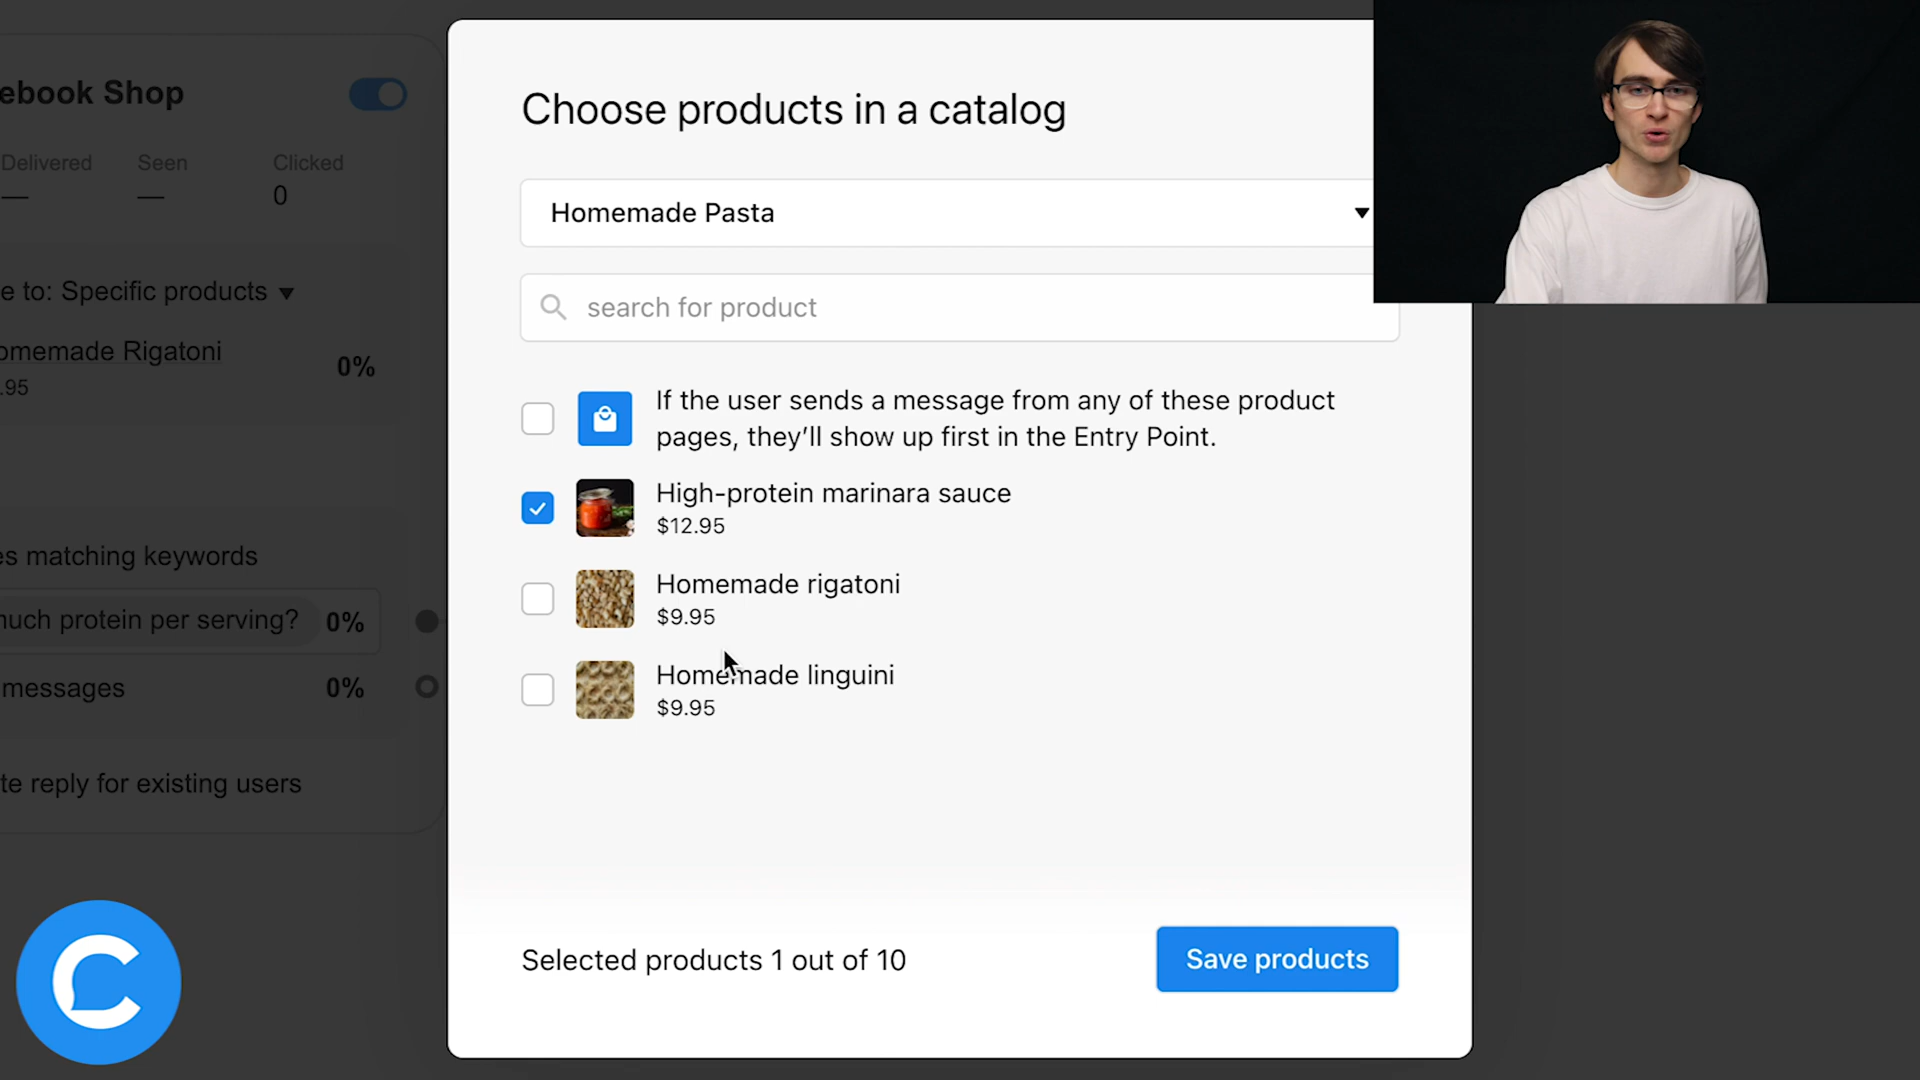 ebook Shop
Delivered Seen Clicked
— — 0
e to: Specific products
omemade Rigatoni
.95
0%
es matching keywords
nuch protein per serving? 0%
messages 0%
te reply for existing users
Choose products in a catalog
Homemade Pasta
search for product
If the user sends a message from any of these product
pages, they’ll show up first in the Entry Point.
High-protein marinara sauce
$12.95
Homemade rigatoni
$9.95
Homemade linguini
$9.95
Selected products 1 out of 10
Save products